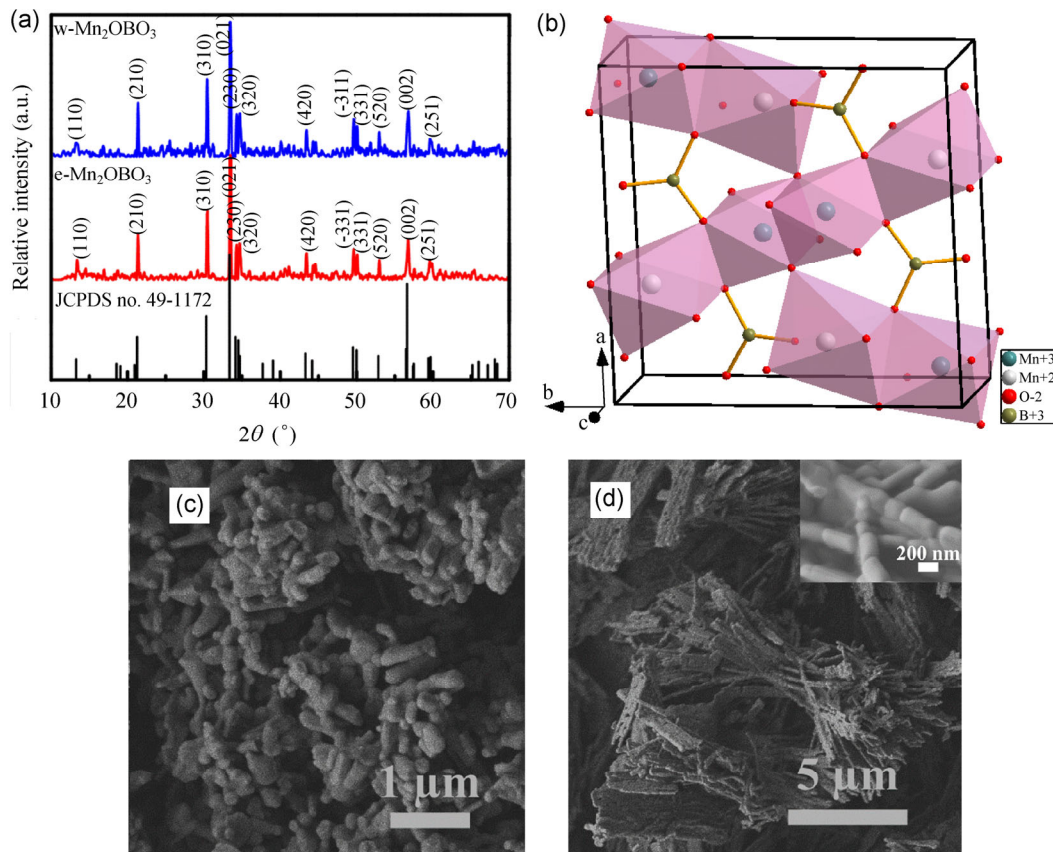 (a)
w-Mn₂OBO₃
(110)
(210)
(310)
(021)
(230)
(320)
(420)
(-311)
(331)
(520)
(002)
(251)
e-Mn₂OBO₃
(110)
(210)
(310)
(021)
(230)
(320)
(420)
(-331)
(331)
(520)
(002)
(251)
JCPDS no. 49-1172
Relative intensity (a.u.)
10 20 30 40 50 60 70
2θ (°)
(b)
a
b
c
Mn+3
Mn+2
O-2
B+3
(c)
1 μm
(d)
200 nm
5 μm